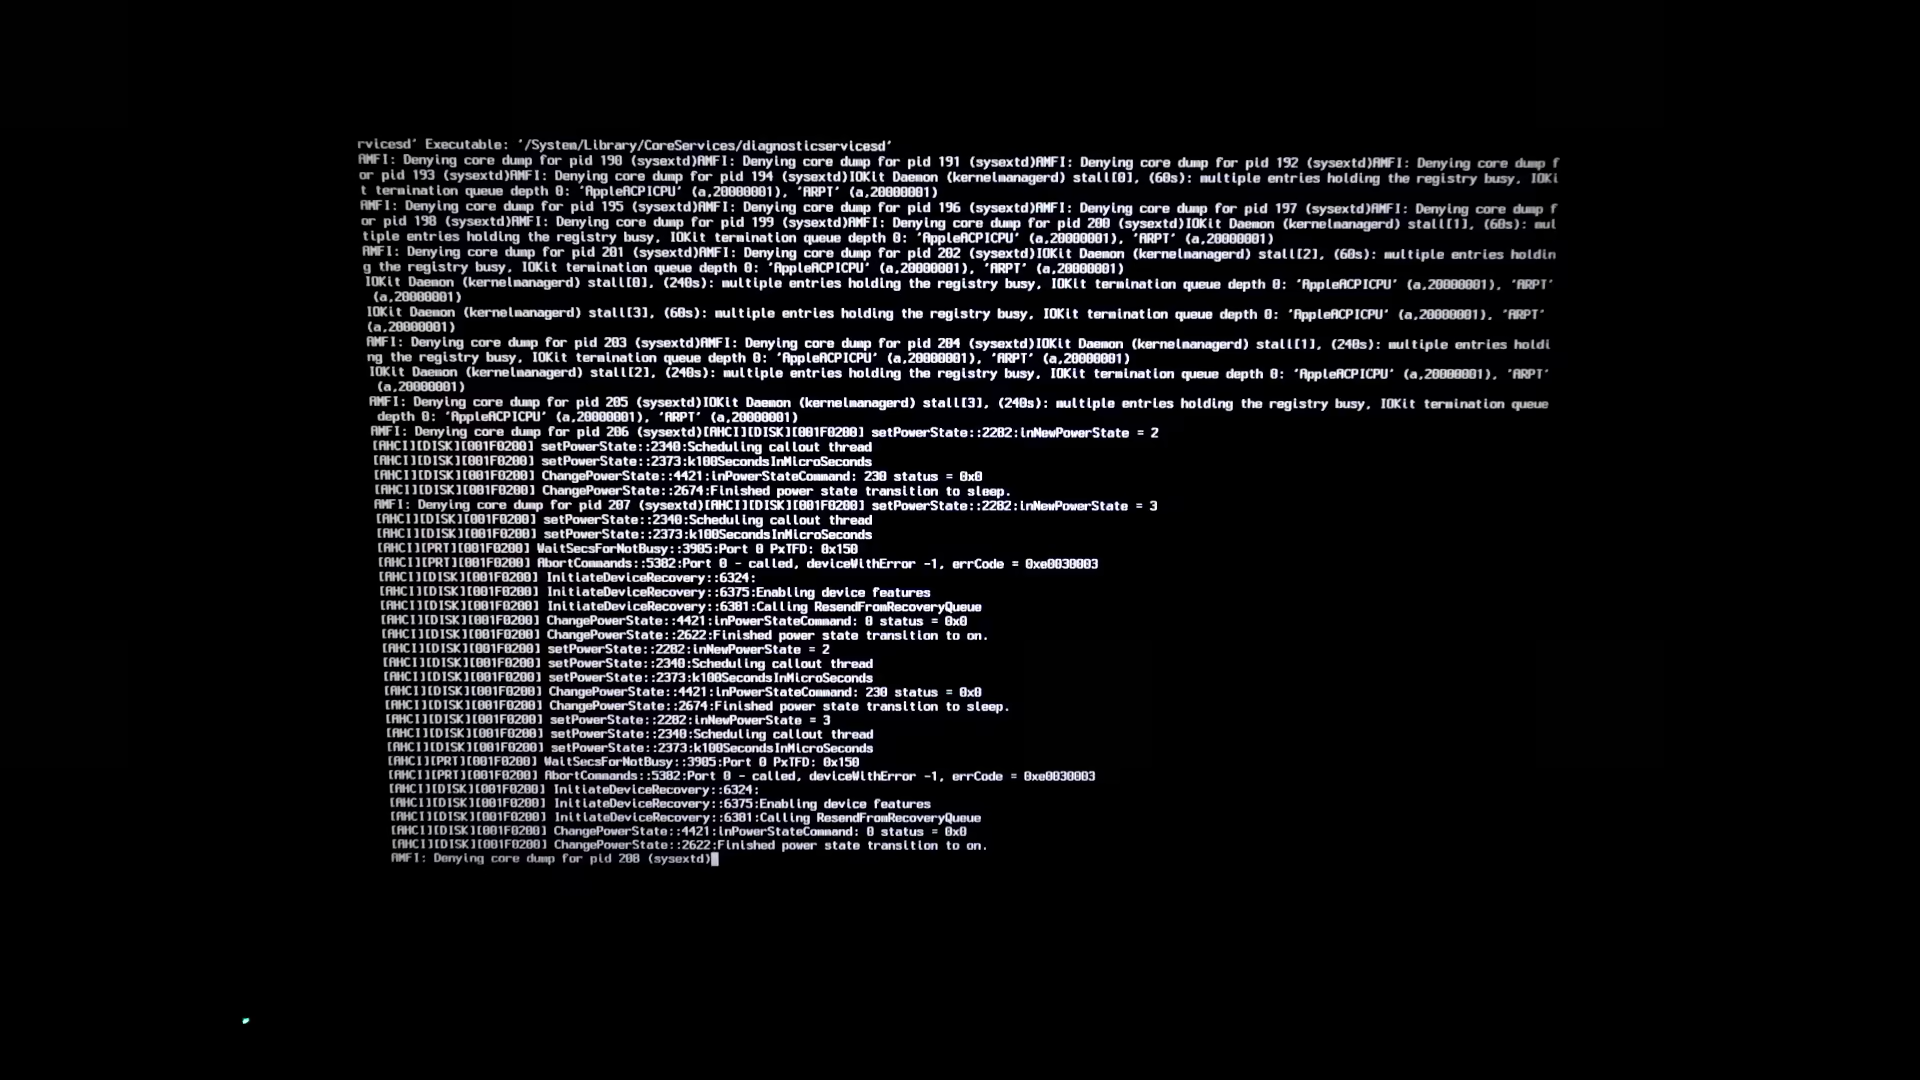 rvicesd' Executable: '/System/Library/CoreServices/diagnosticservicesd'
AMFI: Denying core dump for pid 190 (sysextd)AMFI: Denying core dump for pid 191 (sysextd)AMFI: Denying core dump for pid 192 (sysextd)AMFI: Denying core dump f
or pid 193 (sysextd)AMFI: Denying core dump for pid 194 (sysextd)IOKit Daemon (kernelmanagerd) stall[0], (60s): multiple entries holding the registry busy, IOKi
t termination queue depth 0: 'AppleACPICPU' (a,20000001), 'ARPT' (a,20000001)
AMFI: Denying core dump for pid 195 (sysextd)AMFI: Denying core dump for pid 196 (sysextd)AMFI: Denying core dump for pid 197 (sysextd)AMFI: Denying core dump f
or pid 198 (sysextd)AMFI: Denying core dump for pid 199 (sysextd)AMFI: Denying core dump for pid 200 (sysextd)IOKit Daemon (kernelmanagerd) stall[1], (60s): mul
tiple entries holding the registry busy, IOKit termination queue depth 0: 'AppleACPICPU' (a,20000001), 'ARPT' (a,20000001)
AMFI: Denying core dump for pid 201 (sysextd)AMFI: Denying core dump for pid 202 (sysextd)IOKit Daemon (kernelmanagerd) stall[2], (60s): multiple entries holdin
g the registry busy, IOKit termination queue depth 0: 'AppleACPICPU' (a,20000001), 'ARPT' (a,20000001)
IOKit Daemon (kernelmanagerd) stall[0], (240s): multiple entries holding the registry busy, IOKit termination queue depth 0: 'AppleACPICPU' (a,20000001), 'ARPT'
(a,20000001)
IOKit Daemon (kernelmanagerd) stall[3], (60s): multiple entries holding the registry busy, IOKit termination queue depth 0: 'AppleACPICPU' (a,20000001), 'ARPT'
(a,20000001)
AMFI: Denying core dump for pid 203 (sysextd)AMFI: Denying core dump for pid 204 (sysextd)IOKit Daemon (kernelmanagerd) stall[1], (240s): multiple entries holdi
ng the registry busy, IOKit termination queue depth 0: 'AppleACPICPU' (a,20000001), 'ARPT' (a,20000001)
IOKit Daemon (kernelmanagerd) stall[2], (240s): multiple entries holding the registry busy, IOKit termination queue depth 0: 'AppleACPICPU' (a,20000001), 'ARPT'
(a,20000001)
AMFI: Denying core dump for pid 205 (sysextd)IOKit Daemon (kernelmanagerd) stall[3], (240s): multiple entries holding the registry busy, IOKit termination queue
depth 0: 'AppleACPICPU' (a,20000001), 'ARPT' (a,20000001)
AMFI: Denying core dump for pid 206 (sysextd)[AHCI][DISK][001F0200] setPowerState::2282:inNewPowerState = 2
[AHCI][DISK][001F0200] setPowerState::2340:Scheduling callout thread
[AHCI][DISK][001F0200] setPowerState::2373:k100SecondsInMicroSeconds
[AHCI][DISK][001F0200] ChangePowerState::4421:inPowerStateCommand: 230 status = 0x0
[AHCI][DISK][001F0200] ChangePowerState::2674:Finished power state transition to sleep.
AMFI: Denying core dump for pid 207 (sysextd)[AHCI][DISK][001F0200] setPowerState::2282:inNewPowerState = 3
[AHCI][DISK][001F0200] setPowerState::2340:Scheduling callout thread
[AHCI][DISK][001F0200] setPowerState::2373:k100SecondsInMicroSeconds
[AHCI][PRT][001F0200] WaitSecsForNotBusy::3905:Port 0 PxTFD: 0x150
[AHCI][PRT][001F0200] AbortCommands::5382:Port 0 - called, deviceWithError -1, errCode = 0xe0030003
[AHCI][DISK][001F0200] InitiateDeviceRecovery::6324:
[AHCI][DISK][001F0200] InitiateDeviceRecovery::6375:Enabling device features
[AHCI][DISK][001F0200] InitiateDeviceRecovery::6381:Calling ResendFromRecoveryQueue
[AHCI][DISK][001F0200] ChangePowerState::4421:inPowerStateCommand: 0 status = 0x0
[AHCI][DISK][001F0200] ChangePowerState::2622:Finished power state transition to on.
[AHCI][DISK][001F0200] setPowerState::2282:inNewPowerState = 2
[AHCI][DISK][001F0200] setPowerState::2340:Scheduling callout thread
[AHCI][DISK][001F0200] setPowerState::2373:k100SecondsInMicroSeconds
[AHCI][DISK][001F0200] ChangePowerState::4421:inPowerStateCommand: 230 status = 0x0
[AHCI][DISK][001F0200] ChangePowerState::2674:Finished power state transition to sleep.
[AHCI][DISK][001F0200] setPowerState::2282:inNewPowerState = 3
[AHCI][DISK][001F0200] setPowerState::2340:Scheduling callout thread
[AHCI][DISK][001F0200] setPowerState::2373:k100SecondsInMicroSeconds
[AHCI][PRT][001F0200] WaitSecsForNotBusy::3905:Port 0 PxTFD: 0x150
[AHCI][PRT][001F0200] AbortCommands::5382:Port 0 - called, deviceWithError -1, errCode = 0xe0030003
[AHCI][DISK][001F0200] InitiateDeviceRecovery::6324:
[AHCI][DISK][001F0200] InitiateDeviceRecovery::6375:Enabling device features
[AHCI][DISK][001F0200] InitiateDeviceRecovery::6381:Calling ResendFromRecoveryQueue
[AHCI][DISK][001F0200] ChangePowerState::4421:inPowerStateCommand: 0 status = 0x0
[AHCI][DISK][001F0200] ChangePowerState::2622:Finished power state transition to on.
AMFI: Denying core dump for pid 208 (sysextd)